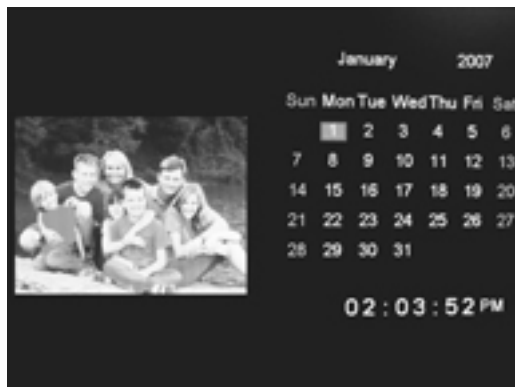 January 2007
Sun Mon Tue Wed Thu Fri Sat
1 2 3 4 5 6
7 8 9 10 11 12 13
14 15 16 17 18 19 20
21 22 23 24 25 26 27
28 29 30 31
02:03:52 PM